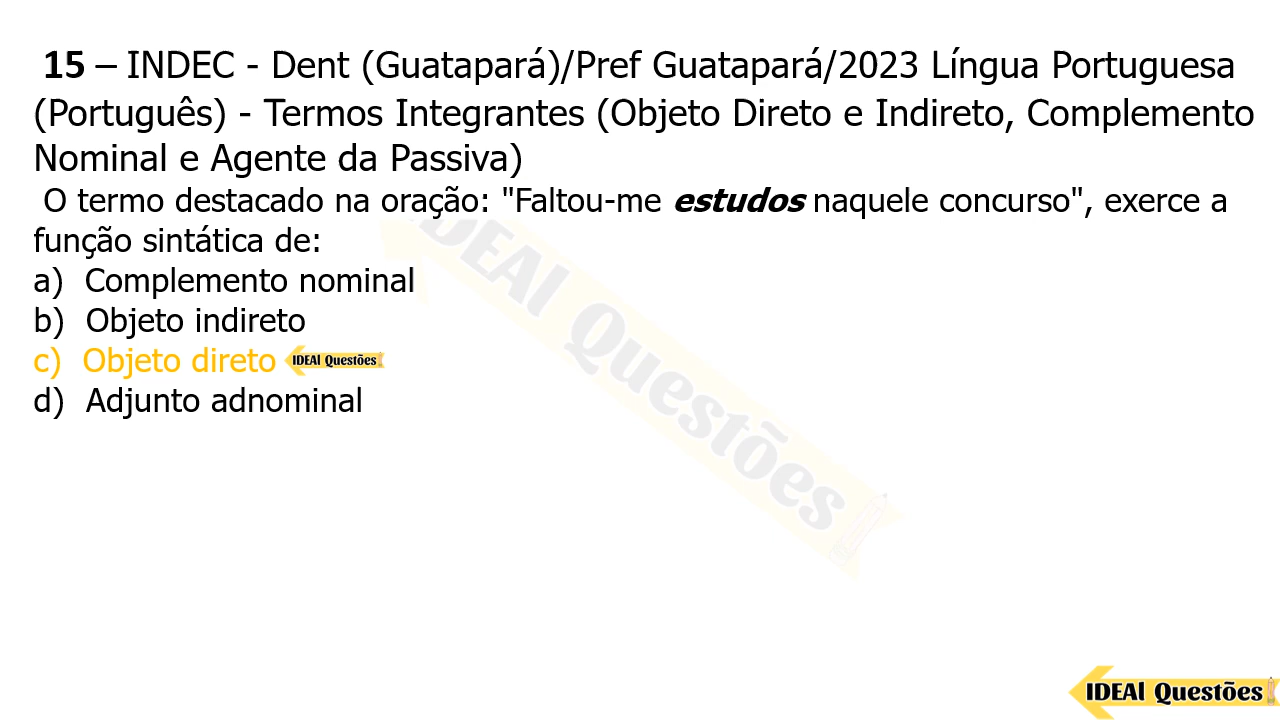 15 – INDEC - Dent (Guatapará)/Pref Guatapará/2023 Língua Portuguesa
(Português) - Termos Integrantes (Objeto Direto e Indireto, Complemento
Nominal e Agente da Passiva)
O termo destacado na oração: "Faltou-me estudos naquele concurso", exerce a
função sintática de:
a) Complemento nominal
b) Objeto indireto
c) Objeto direto IDEAl Questões
d) Adjunto adnominal
IDEAl Questões
IDEAl Questões